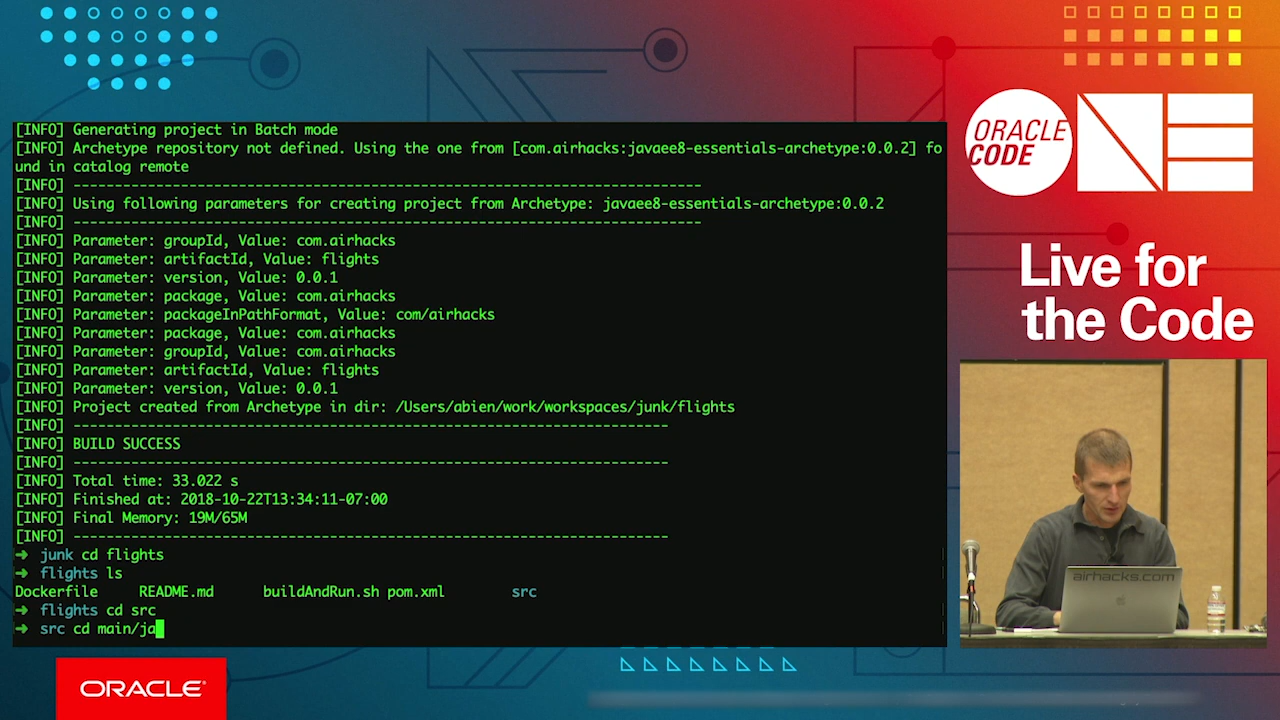 [INFO] Generating project in Batch mode
[INFO] Archetype repository not defined. Using the one from [com.airhacks:javaee8-essentials-archetype:0.0.2] fo
und in catalog remote
[INFO] ----------------------------------------------------------------------------
[INFO] Using following parameters for creating project from Archetype: javaee8-essentials-archetype:0.0.2
[INFO] ----------------------------------------------------------------------------
[INFO] Parameter: groupId, Value: com.airhacks
[INFO] Parameter: artifactId, Value: flights
[INFO] Parameter: version, Value: 0.0.1
[INFO] Parameter: package, Value: com.airhacks
[INFO] Parameter: packageInPathFormat, Value: com/airhacks
[INFO] Parameter: package, Value: com.airhacks
[INFO] Parameter: groupId, Value: com.airhacks
[INFO] Parameter: artifactId, Value: flights
[INFO] Parameter: version, Value: 0.0.1
[INFO] Project created from Archetype in dir: /Users/abien/work/workspaces/junk/flights
[INFO] ------------------------------------------------------------------------
[INFO] BUILD SUCCESS
[INFO] ------------------------------------------------------------------------
[INFO] Total time: 33.022 s
[INFO] Finished at: 2018-10-22T13:34:11-07:00
[INFO] Final Memory: 19M/65M
[INFO] ------------------------------------------------------------------------
➜ junk cd flights
➜ flights ls
Dockerfile README.md buildAndRun.sh pom.xml src
➜ flights cd src
➜ src cd main/ja
ORACLE
CODE
ONE
Live for
the Code
airhacks.com
ORACLE®